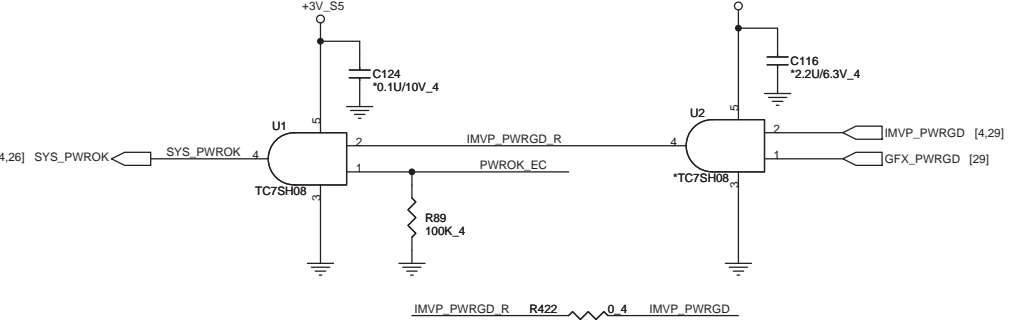 +3V_S5
C124
*0.1U/10V_4
C116
*2.2U/6.3V_4
5
5
U1
U2
4,26] SYS_PWROK
SYS_PWROK
4
2
IMVP_PWRGD_R
4
2
IMVP_PWRGD [4,29]
1
PWROK_EC
1
GFX_PWRGD [29]
TC7SH08
3
*TC7SH08
3
R89
100K_4
IMVP_PWRGD_R R422 0_4 IMVP_PWRGD